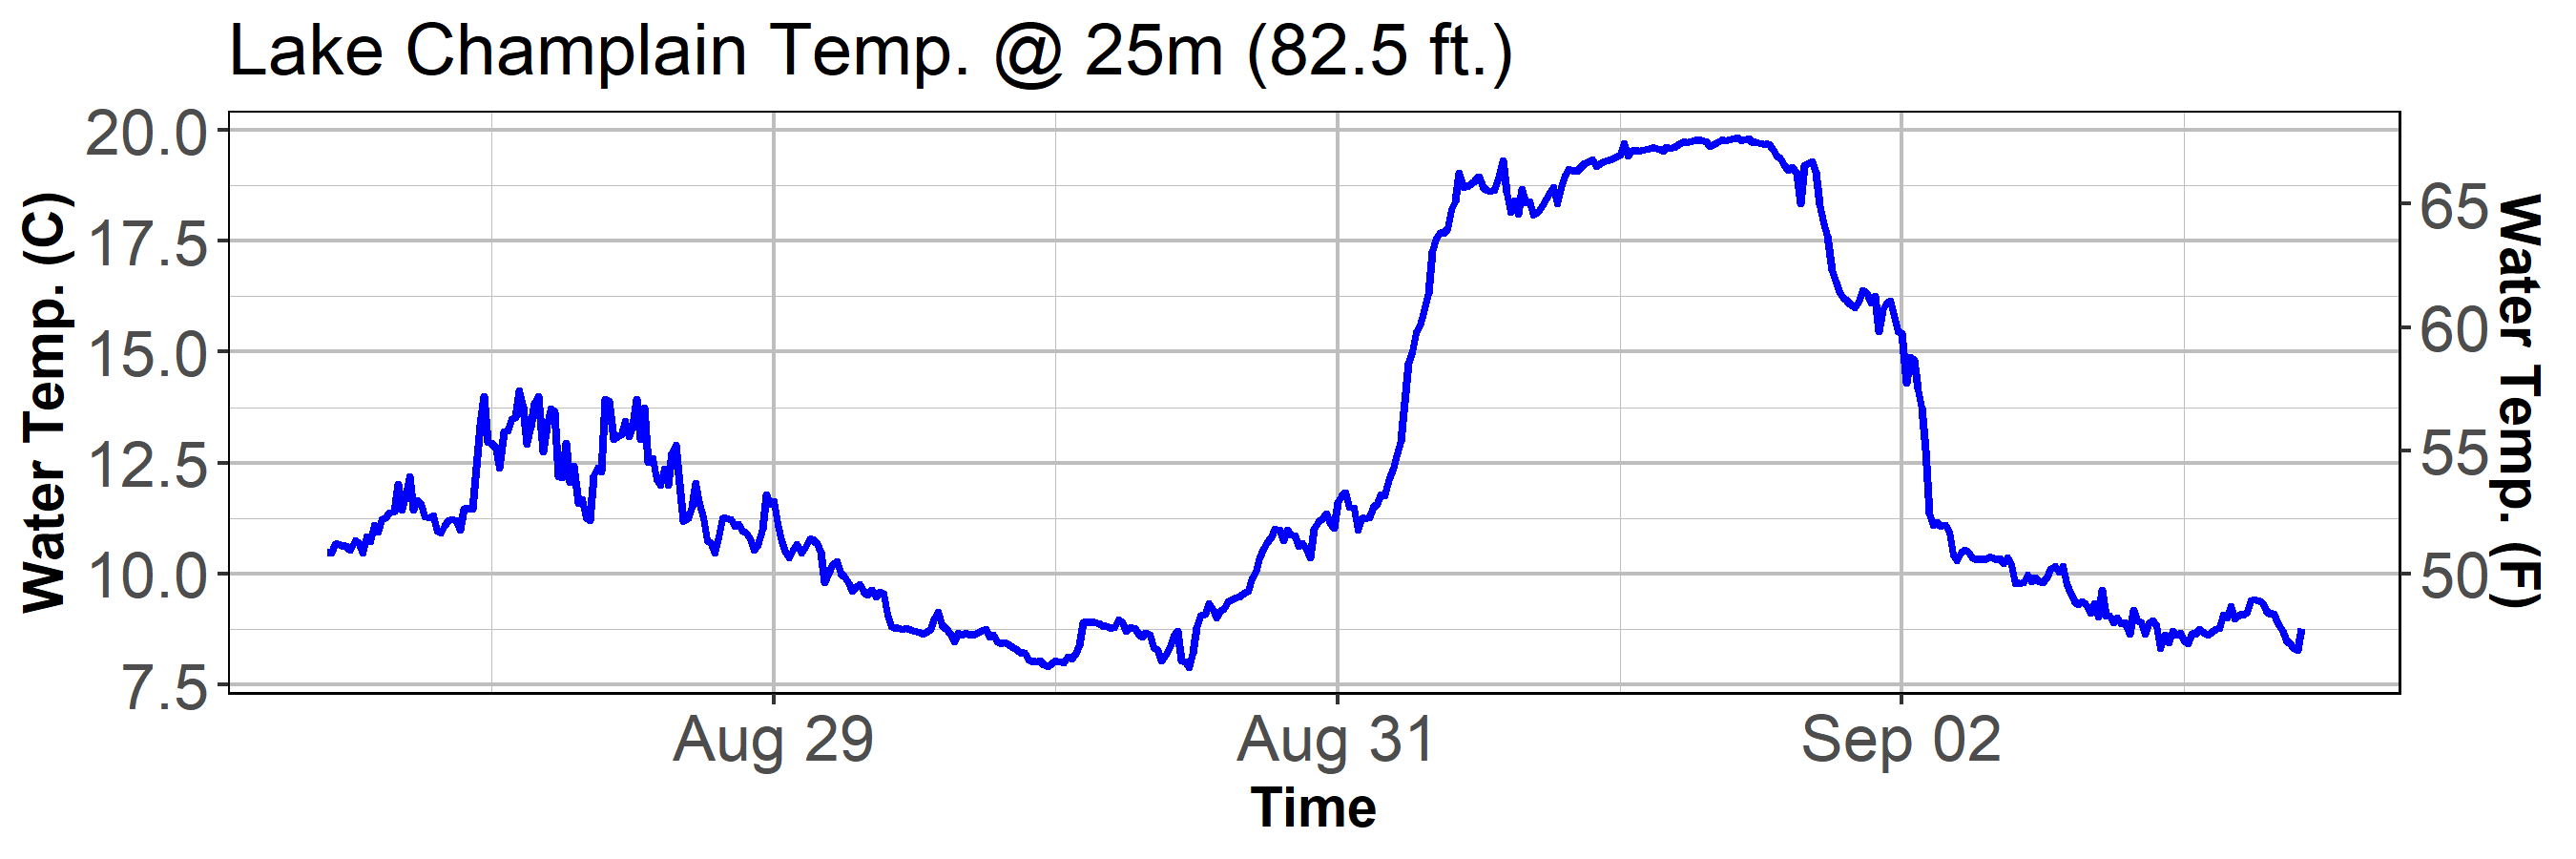 Lake Champlain Temp. @ 25m (82.5 ft.)
Water Temp. (C)
20.0
17.5
15.0
12.5
10.0
7.5
65
60
55
50
Water Temp. (F)
Aug 29
Aug 31
Sep 02
Time